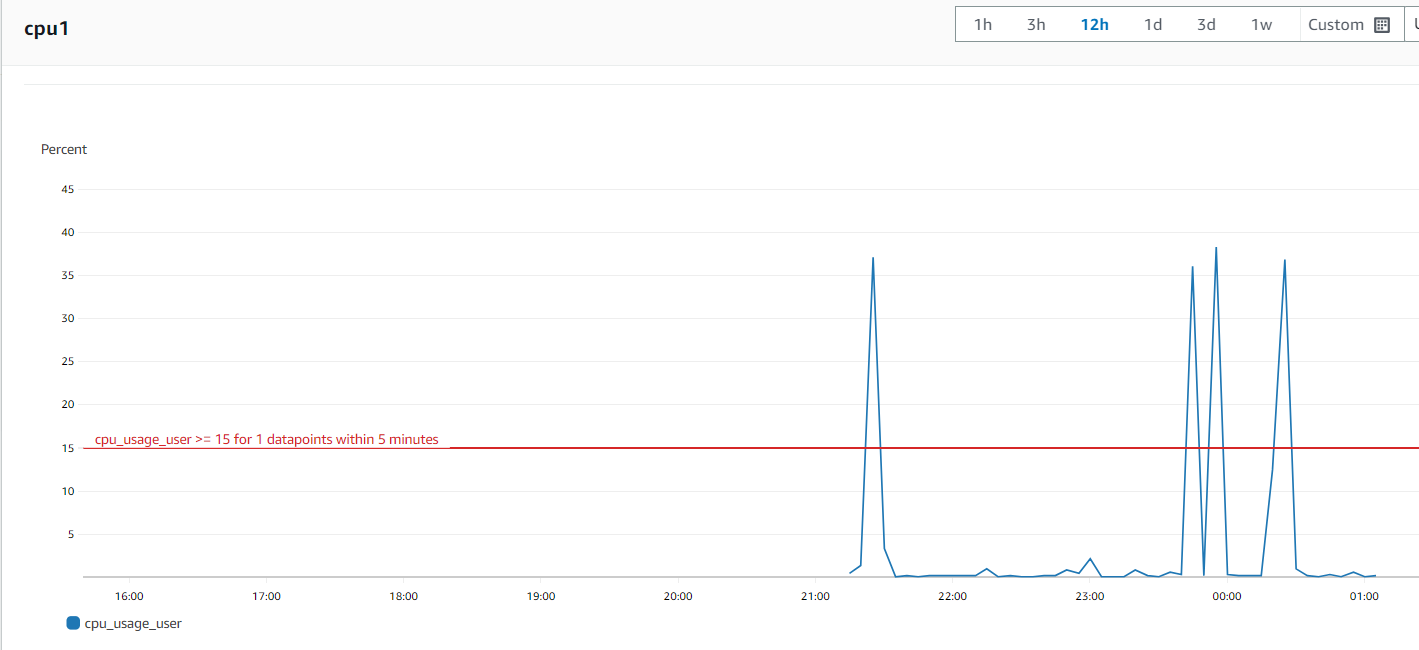 cpu1
1h 3h 12h 1d 3d 1w Custom
Percent
45
40
35
30
25
20
cpu_usage_user >= 15 for 1 datapoints within 5 minutes
15
10
5
16:00 17:00 18:00 19:00 20:00 21:00 22:00 23:00 00:00 01:00
cpu_usage_user